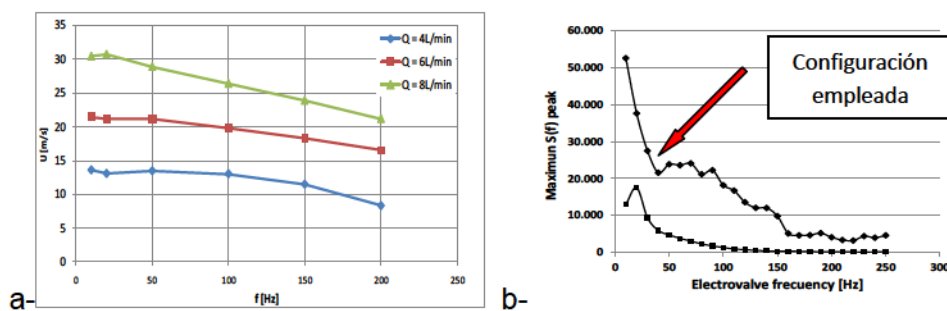 a-
35
30
25
20
15
10
5
0
U [m/s]
0 50 100 150 200 250
f [Hz]
Q = 4L/min
Q = 6L/min
Q = 8L/min
b-
60.000
50.000
40.000
30.000
20.000
10.000
0
Maximun S(f) peak
0 50 100 150 200 250 300
Electrovalve frecuency [Hz]
Configuración
empleada